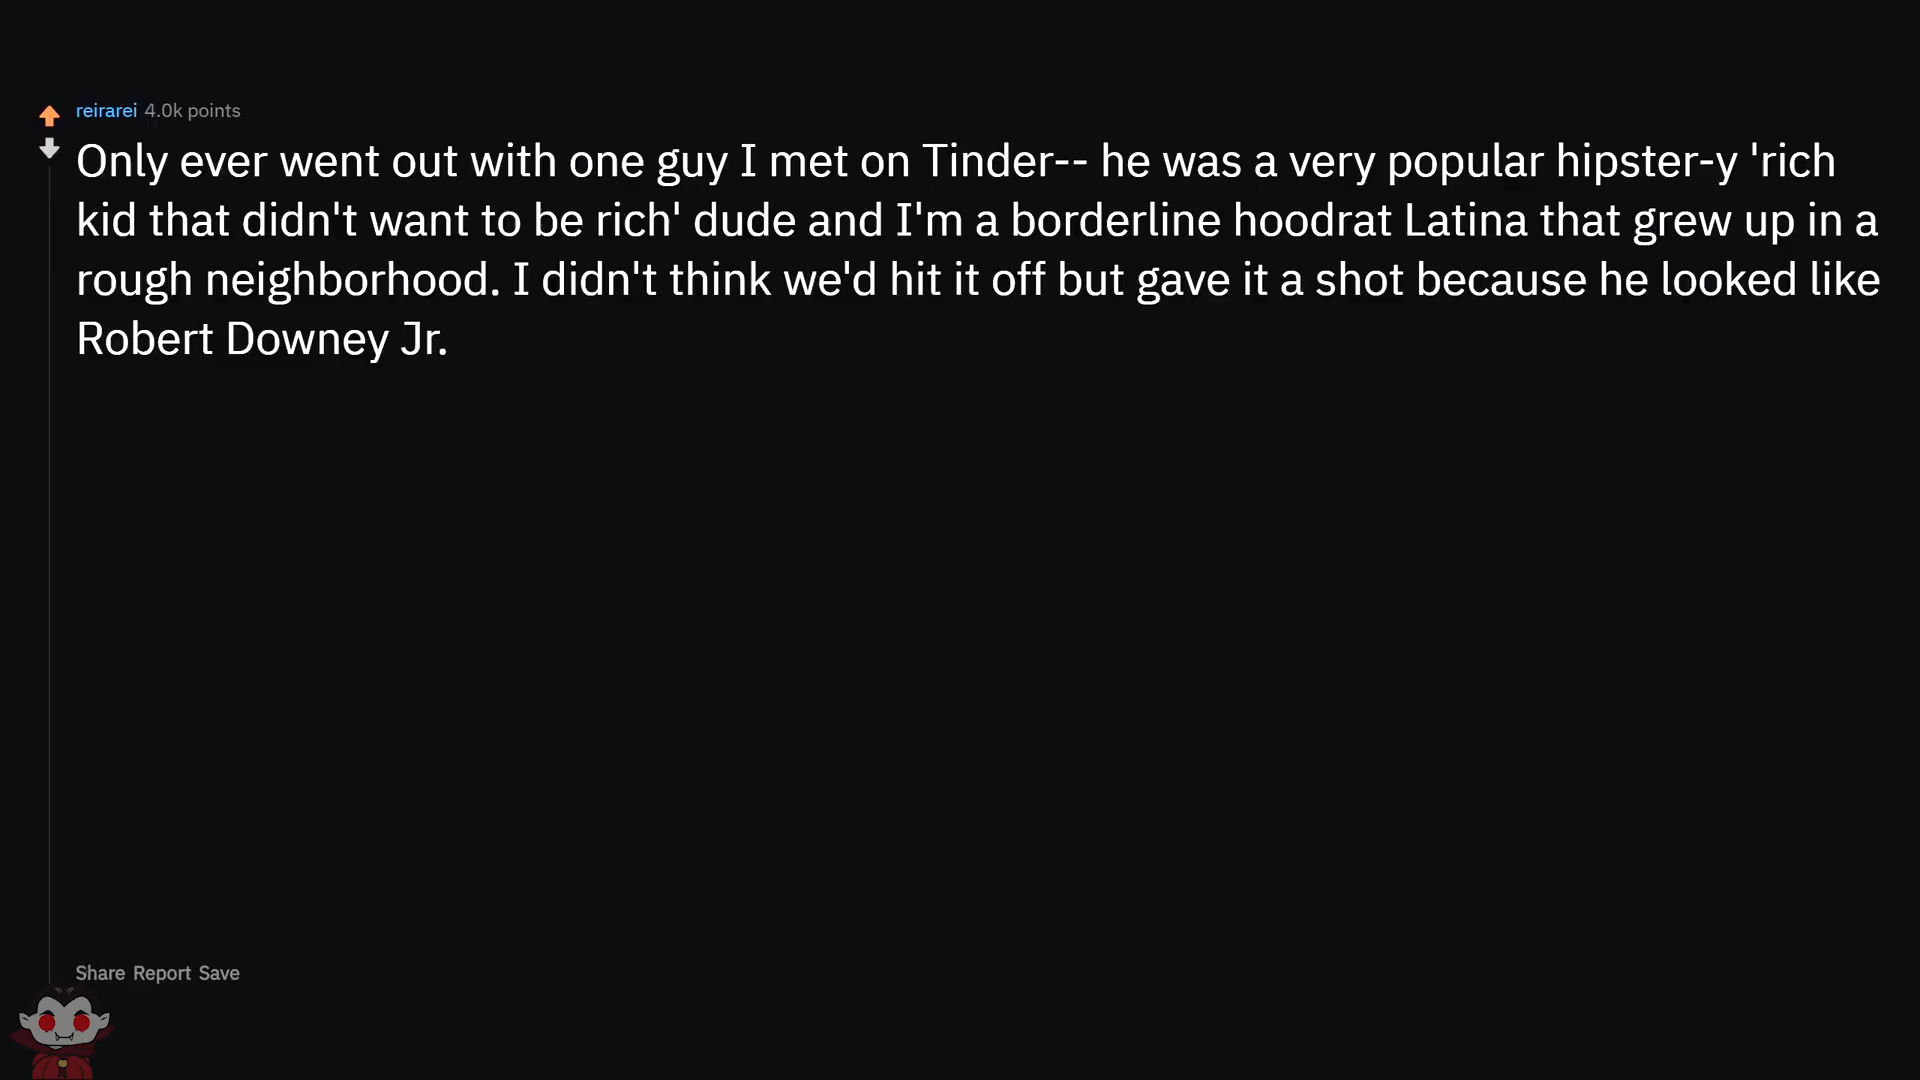 reirarei 4.0k points
Only ever went out with one guy I met on Tinder-- he was a very popular hipster-y 'rich
kid that didn't want to be rich' dude and I'm a borderline hoodrat Latina that grew up in a
rough neighborhood. I didn't think we'd hit it off but gave it a shot because he looked like
Robert Downey Jr.
Share Report Save